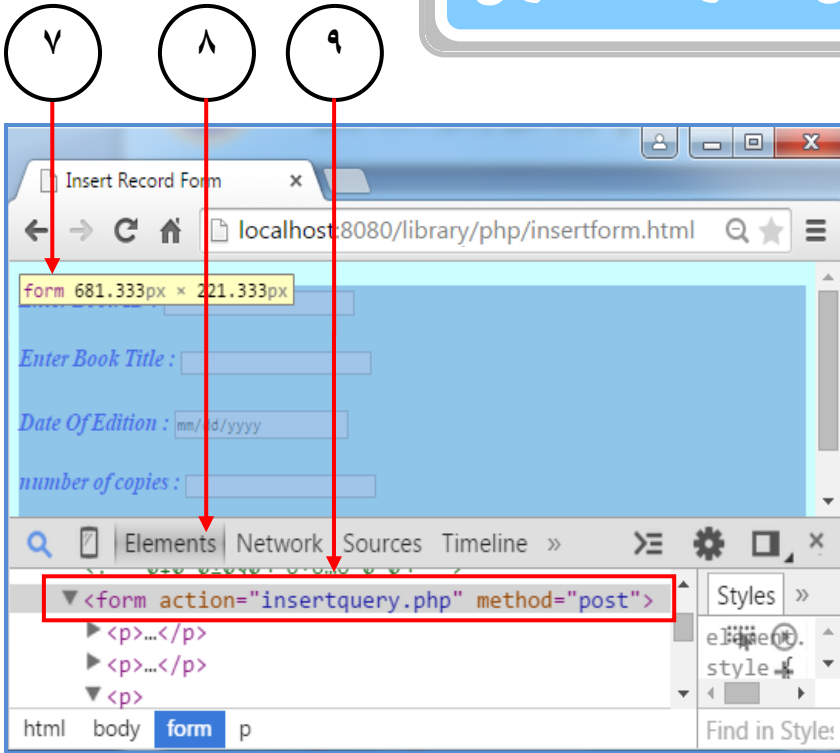 ٧ ٨ ٩
Insert Record Form ×
localhost:8080/library/php/insertform.html
form 681.333px × 221.333px
Enter Book Title :
Date Of Edition : mm/dd/yyyy
number of copies :
Elements Network Sources Timeline »
▼<form action="insertquery.php" method="post">
▶<p>…</p>
▶<p>…</p>
▼<p>
Styles »
element.
style {
html body form p
Find in Styles